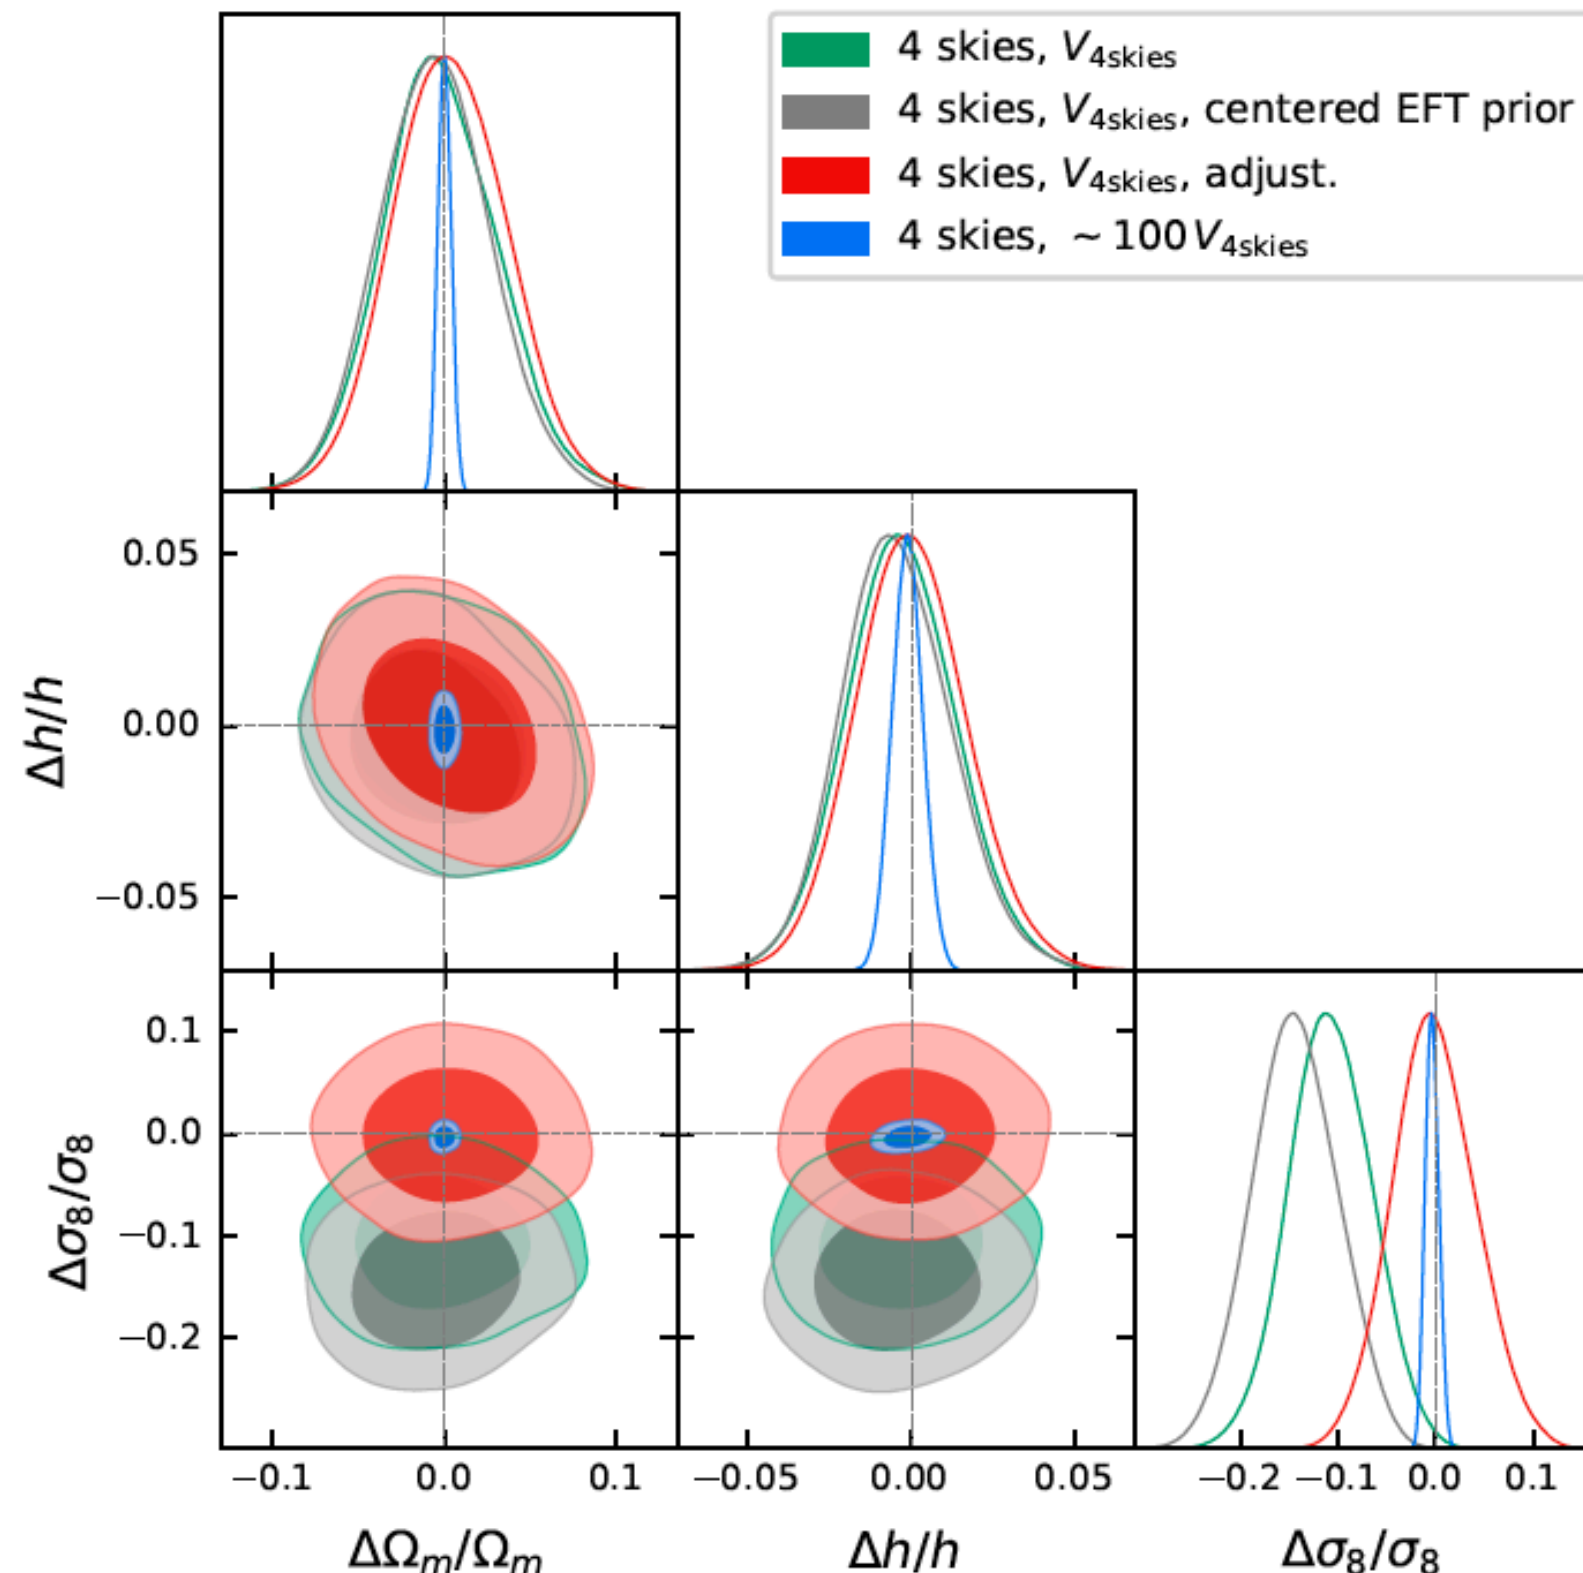 4 skies, V4skies
4 skies, V4skies, centered EFT prior
4 skies, V4skies, adjust.
4 skies, ~100 V4skies
0.05
0.00
−0.05
Δh/h
0.1
0.0
−0.1
−0.2
Δσ8/σ8
−0.1 0.0 0.1
−0.05 0.00 0.05
−0.2 −0.1 0.0 0.1
ΔΩm/Ωm
Δh/h
Δσ8/σ8